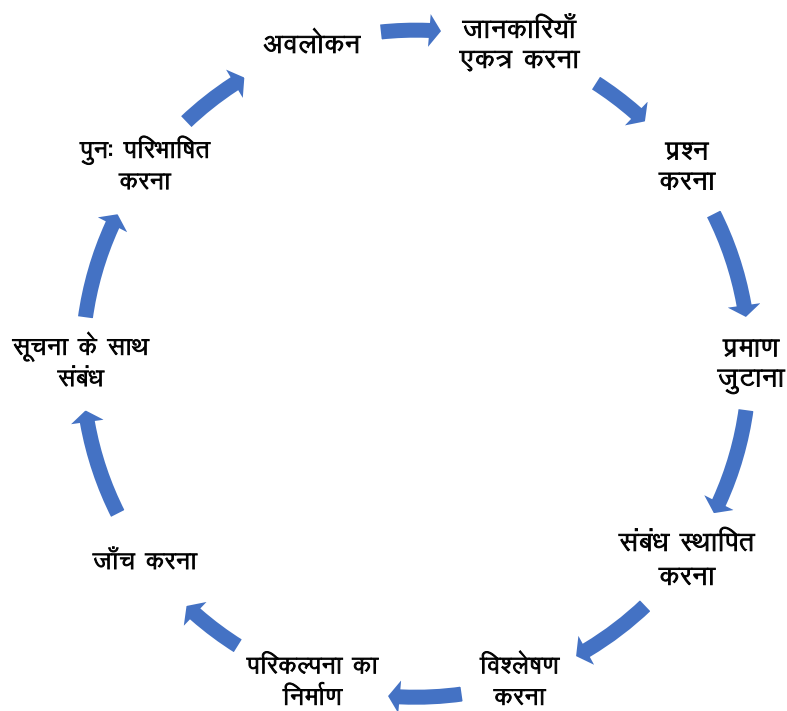 अवलोकन
जानकारियाँ
एकत्र करना
प्रश्न
करना
प्रमाण
जुटाना
संबंध स्थापित
करना
विश्लेषण
करना
परिकल्पना का
निर्माण
जाँच करना
सूचना के साथ
संबंध
पुनः परिभाषित
करना